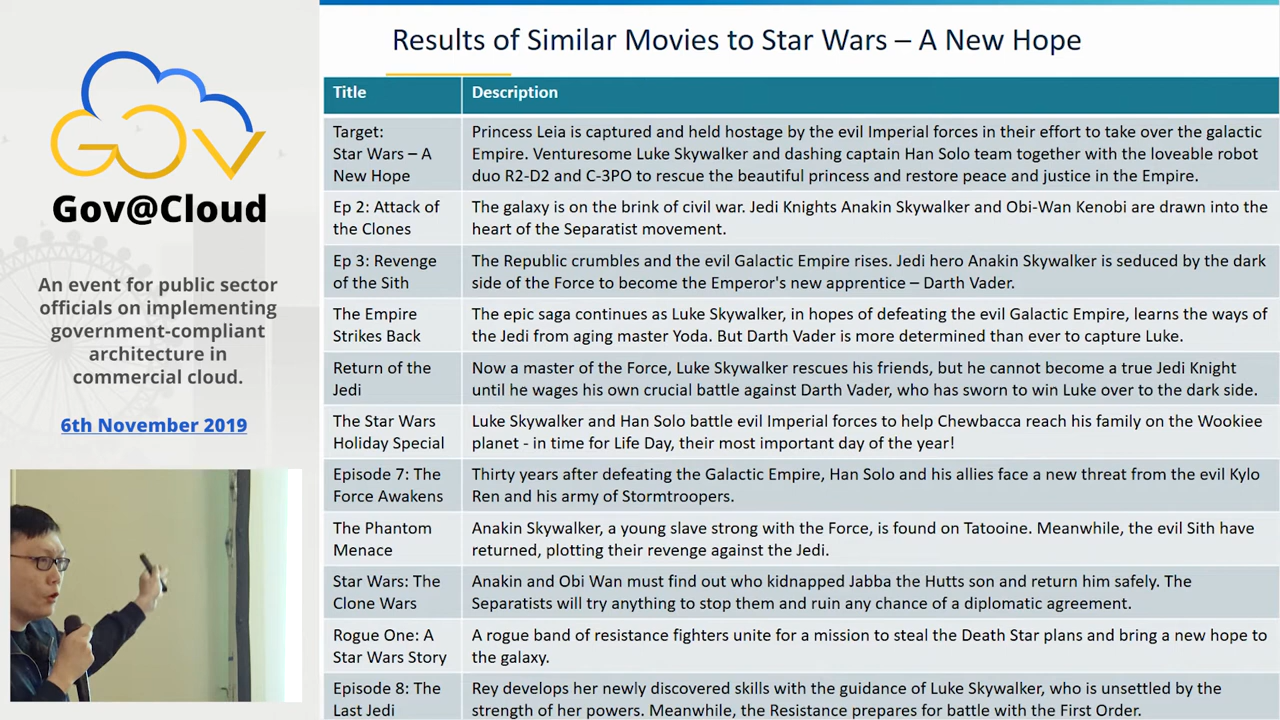 GOV
Gov@Cloud
An event for public sector
officials on implementing
government-compliant
architecture in
commercial cloud.
6th November 2019
Results of Similar Movies to Star Wars – A New Hope
Title
Description
Target:
Star Wars – A
New Hope
Princess Leia is captured and held hostage by the evil Imperial forces in their effort to take over the galactic
Empire. Venturesome Luke Skywalker and dashing captain Han Solo team together with the loveable robot
duo R2-D2 and C-3PO to rescue the beautiful princess and restore peace and justice in the Empire.
Ep 2: Attack of
the Clones
The galaxy is on the brink of civil war. Jedi Knights Anakin Skywalker and Obi-Wan Kenobi are drawn into the
heart of the Separatist movement.
Ep 3: Revenge
of the Sith
The Republic crumbles and the evil Galactic Empire rises. Jedi hero Anakin Skywalker is seduced by the dark
side of the Force to become the Emperor's new apprentice – Darth Vader.
The Empire
Strikes Back
The epic saga continues as Luke Skywalker, in hopes of defeating the evil Galactic Empire, learns the ways of
the Jedi from aging master Yoda. But Darth Vader is more determined than ever to capture Luke.
Return of the
Jedi
Now a master of the Force, Luke Skywalker rescues his friends, but he cannot become a true Jedi Knight
until he wages his own crucial battle against Darth Vader, who has sworn to win Luke over to the dark side.
The Star Wars
Holiday Special
Luke Skywalker and Han Solo battle evil Imperial forces to help Chewbacca reach his family on the Wookiee
planet - in time for Life Day, their most important day of the year!
Episode 7: The
Force Awakens
Thirty years after defeating the Galactic Empire, Han Solo and his allies face a new threat from the evil Kylo
Ren and his army of Stormtroopers.
The Phantom
Menace
Anakin Skywalker, a young slave strong with the Force, is found on Tatooine. Meanwhile, the evil Sith have
returned, plotting their revenge against the Jedi.
Star Wars: The
Clone Wars
Anakin and Obi Wan must find out who kidnapped Jabba the Hutts son and return him safely. The
Separatists will try anything to stop them and ruin any chance of a diplomatic agreement.
Rogue One: A
Star Wars Story
A rogue band of resistance fighters unite for a mission to steal the Death Star plans and bring a new hope to
the galaxy.
Episode 8: The
Last Jedi
Rey develops her newly discovered skills with the guidance of Luke Skywalker, who is unsettled by the
strength of her powers. Meanwhile, the Resistance prepares for battle with the First Order.